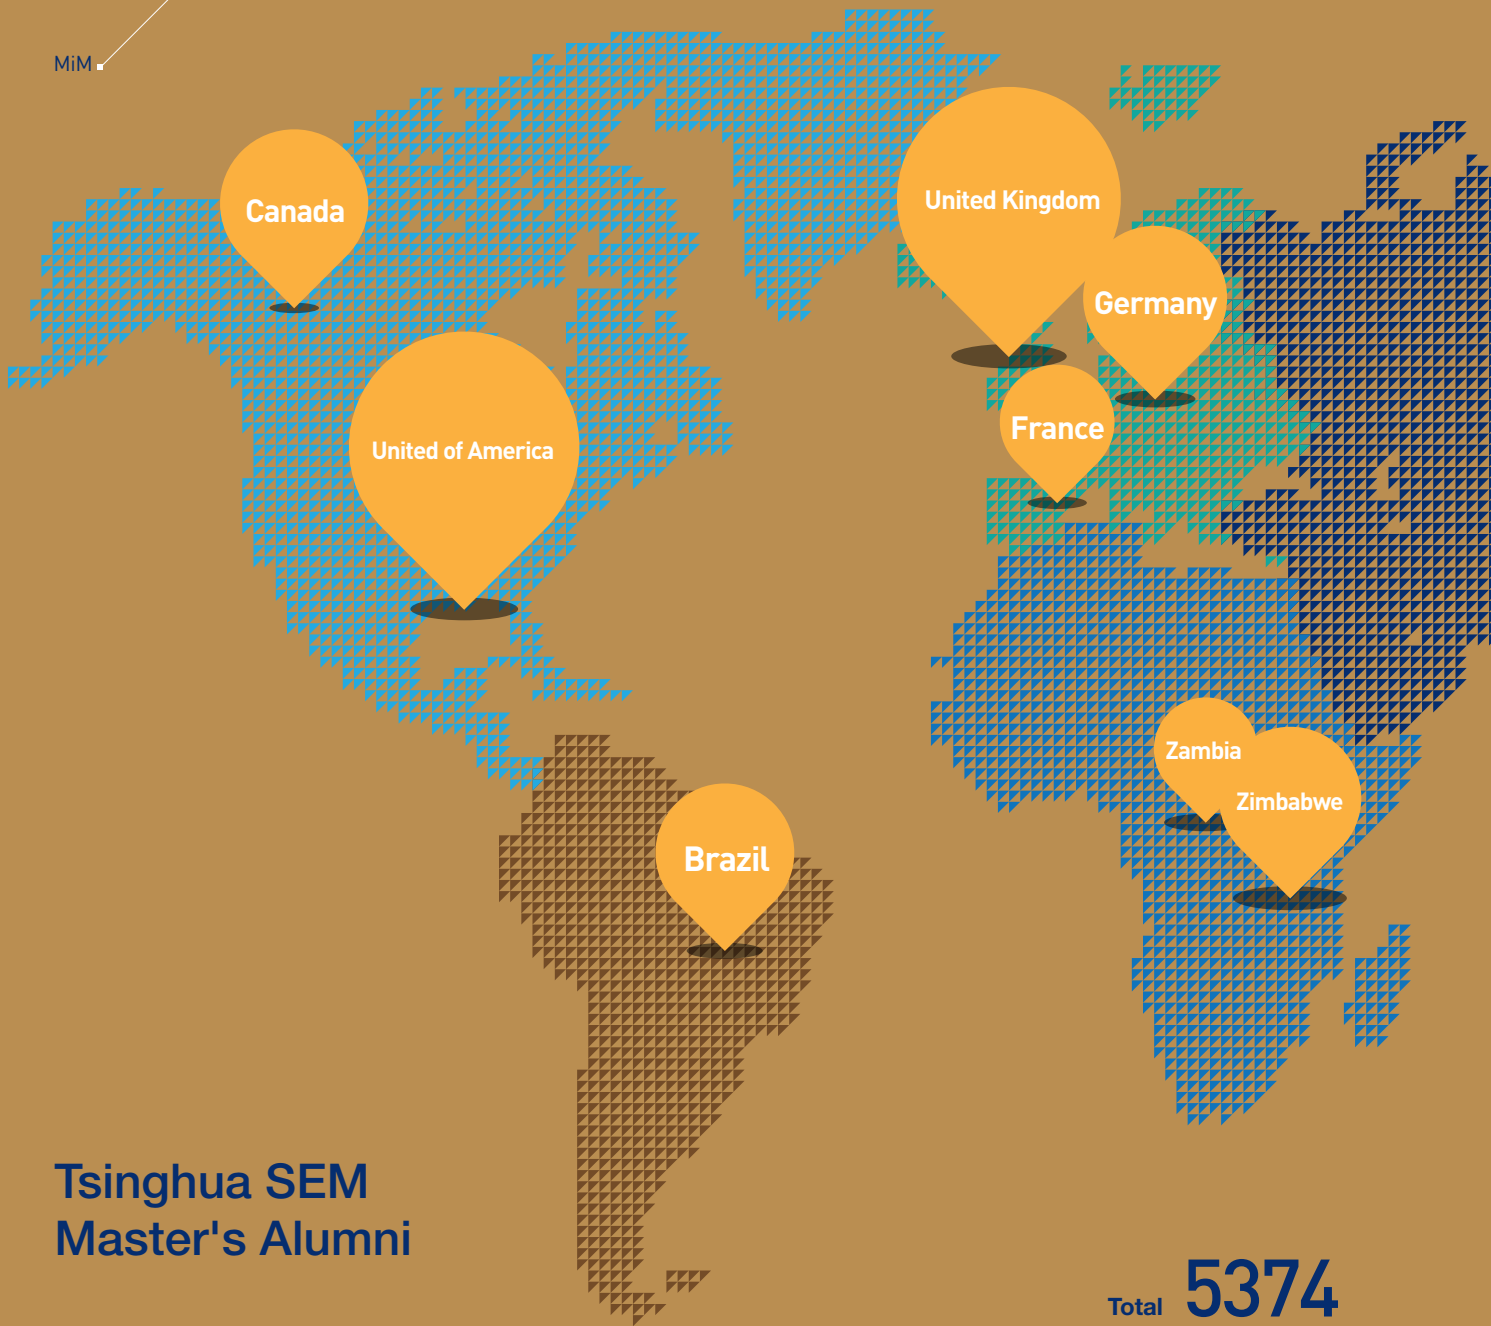 MiM
Canada
United Kingdom
Germany
France
United of America
Zambia
Zimbabwe
Brazil
Tsinghua SEM
Master's Alumni
Total 5374